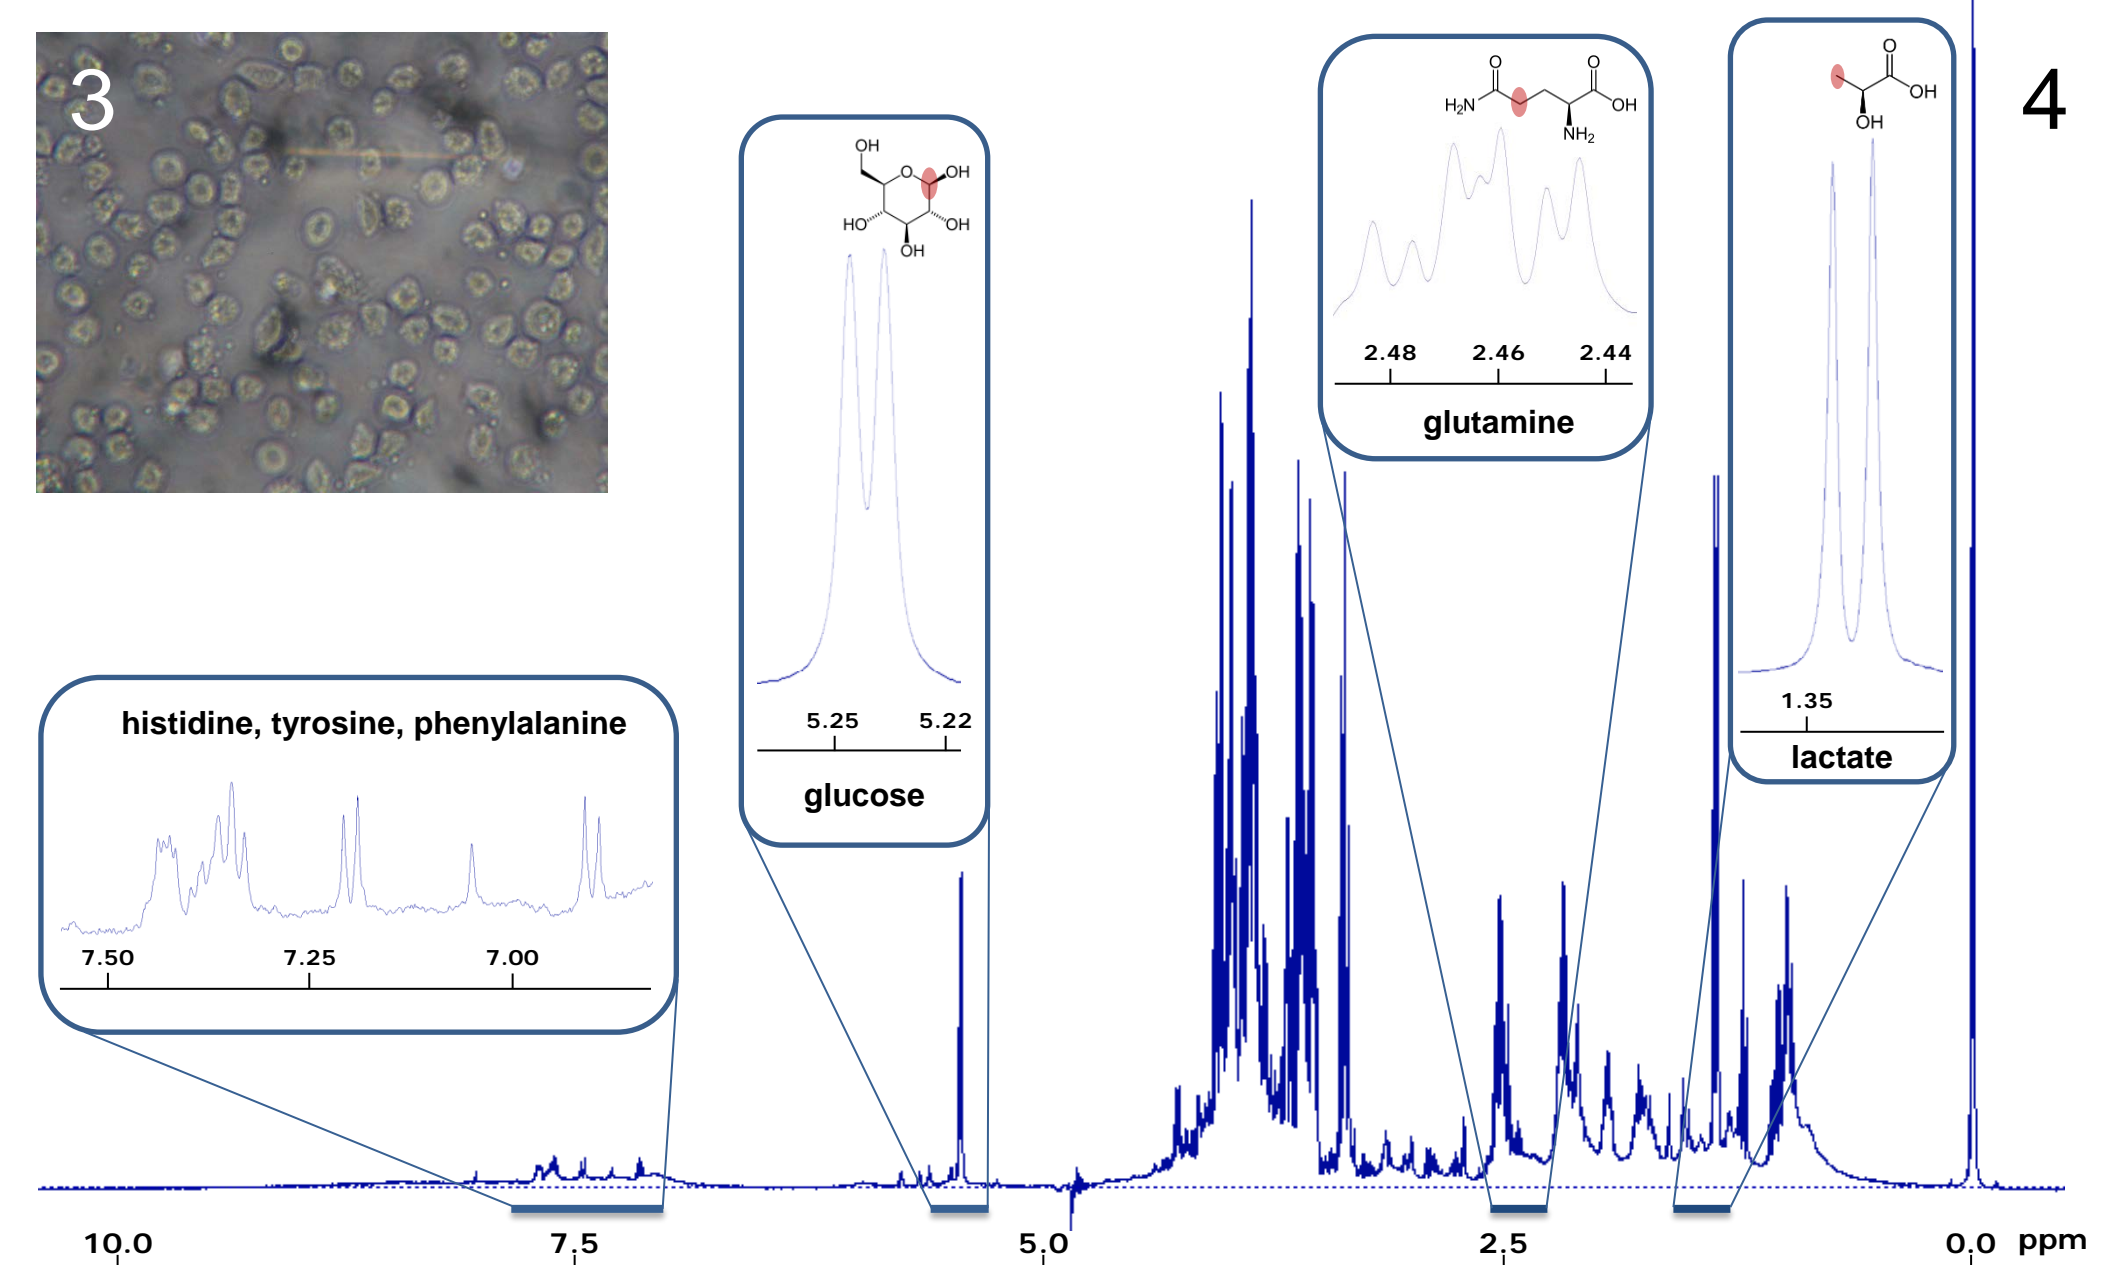 3
4
OH
O
OH
HO
OH
OH
glucose
5.25 5.22
O
O
H₂N
OH
NH₂
2.48 2.46 2.44
glutamine
O
OH
OH
1.35
lactate
histidine, tyrosine, phenylalanine
7.50 7.25 7.00
10.0 7.5 5.0 2.5 0.0 ppm